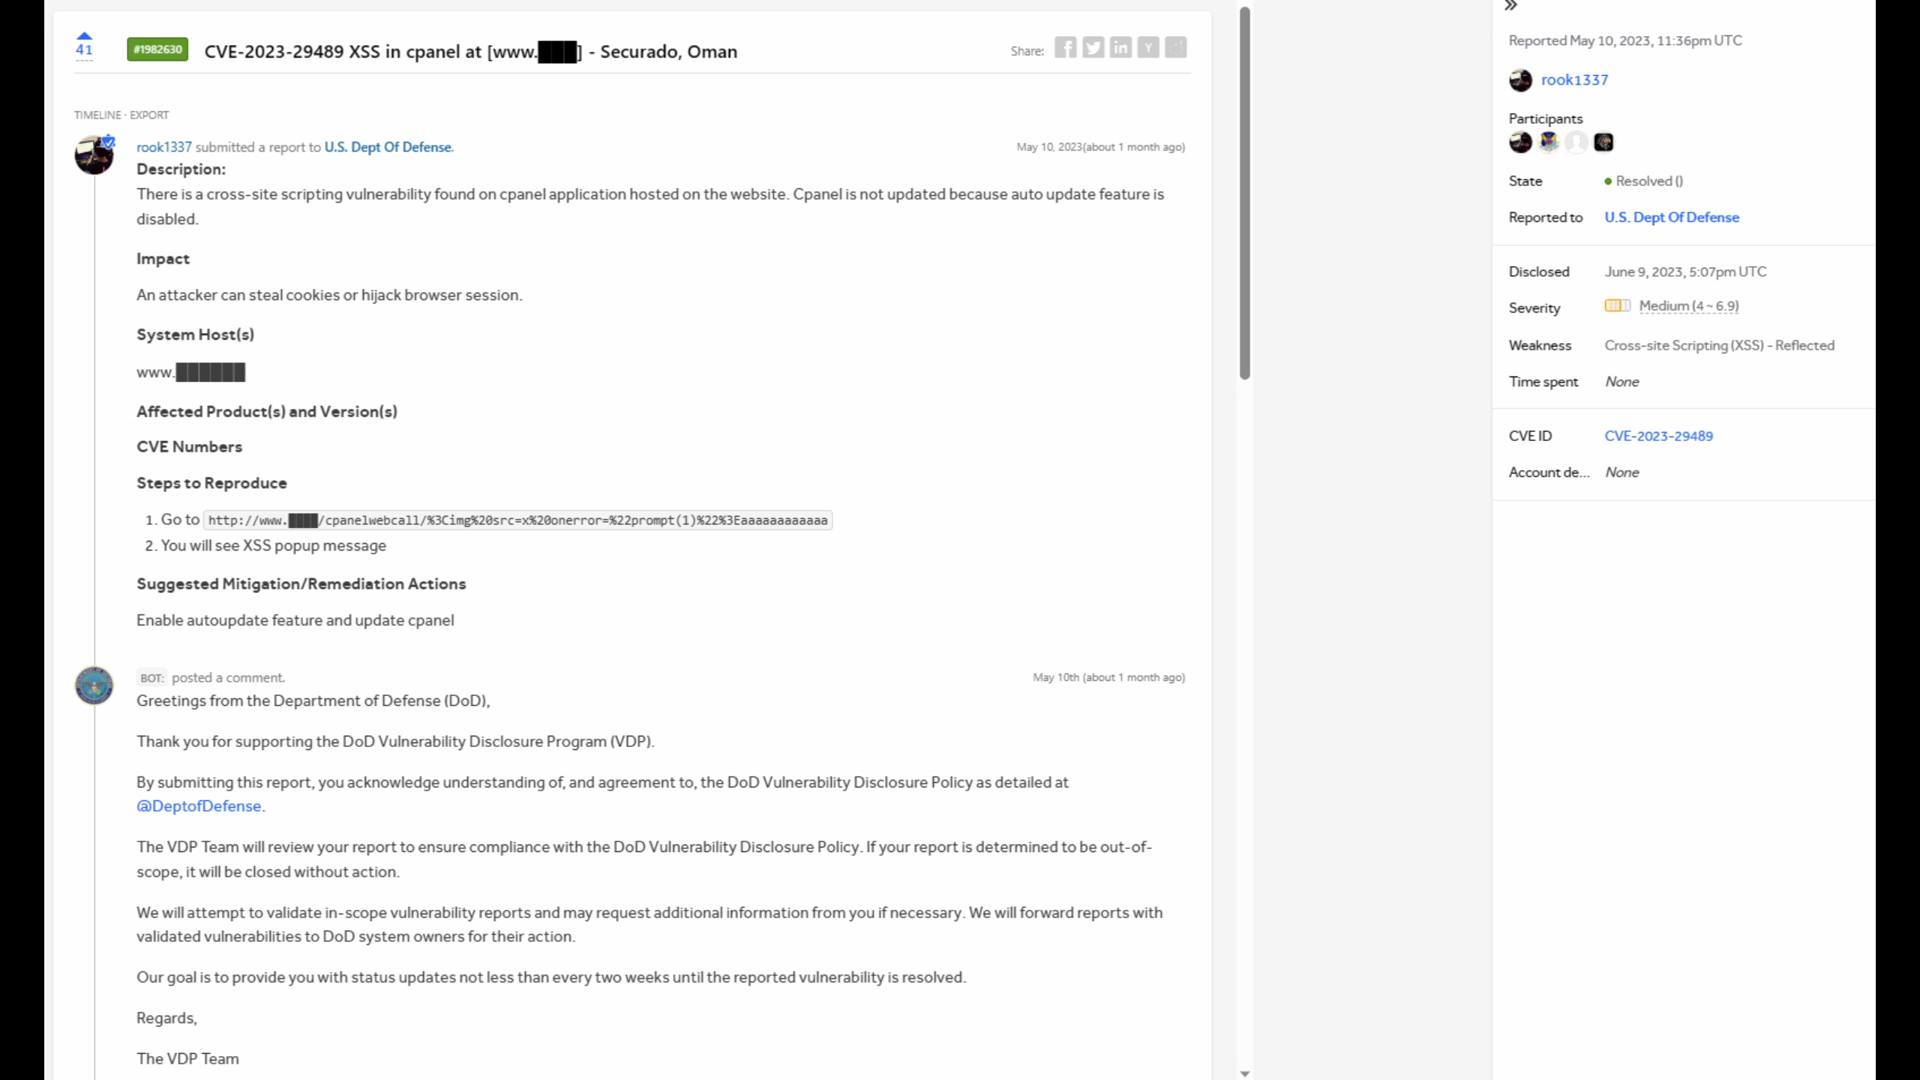 41
#1982630
CVE-2023-29489 XSS in cpanel at [www.███] - Securado, Oman
Share:
TIMELINE · EXPORT
rook1337 submitted a report to U.S. Dept Of Defense.
May 10, 2023(about 1 month ago)
Description:
There is a cross-site scripting vulnerability found on cpanel application hosted on the website. Cpanel is not updated because auto update feature is
disabled.
Impact
An attacker can steal cookies or hijack browser session.
System Host(s)
www.██████
Affected Product(s) and Version(s)
CVE Numbers
Steps to Reproduce
1. Go to http://www.████/cpanelwebcall/%3Cimg%20src=x%20onerror=%22prompt(1)%22%3Eaaaaaaaaaaaa
2. You will see XSS popup message
Suggested Mitigation/Remediation Actions
Enable autoupdate feature and update cpanel
BOT: posted a comment.
May 10th (about 1 month ago)
Greetings from the Department of Defense (DoD),
Thank you for supporting the DoD Vulnerability Disclosure Program (VDP).
By submitting this report, you acknowledge understanding of, and agreement to, the DoD Vulnerability Disclosure Policy as detailed at
@DeptofDefense.
The VDP Team will review your report to ensure compliance with the DoD Vulnerability Disclosure Policy. If your report is determined to be out-of-
scope, it will be closed without action.
We will attempt to validate in-scope vulnerability reports and may request additional information from you if necessary. We will forward reports with
validated vulnerabilities to DoD system owners for their action.
Our goal is to provide you with status updates not less than every two weeks until the reported vulnerability is resolved.
Regards,
The VDP Team
Reported May 10, 2023, 11:36pm UTC
rook1337
Participants
State Resolved ()
Reported to U.S. Dept Of Defense
Disclosed June 9, 2023, 5:07pm UTC
Severity Medium (4 ~ 6.9)
Weakness Cross-site Scripting (XSS) - Reflected
Time spent None
CVE ID CVE-2023-29489
Account de... None